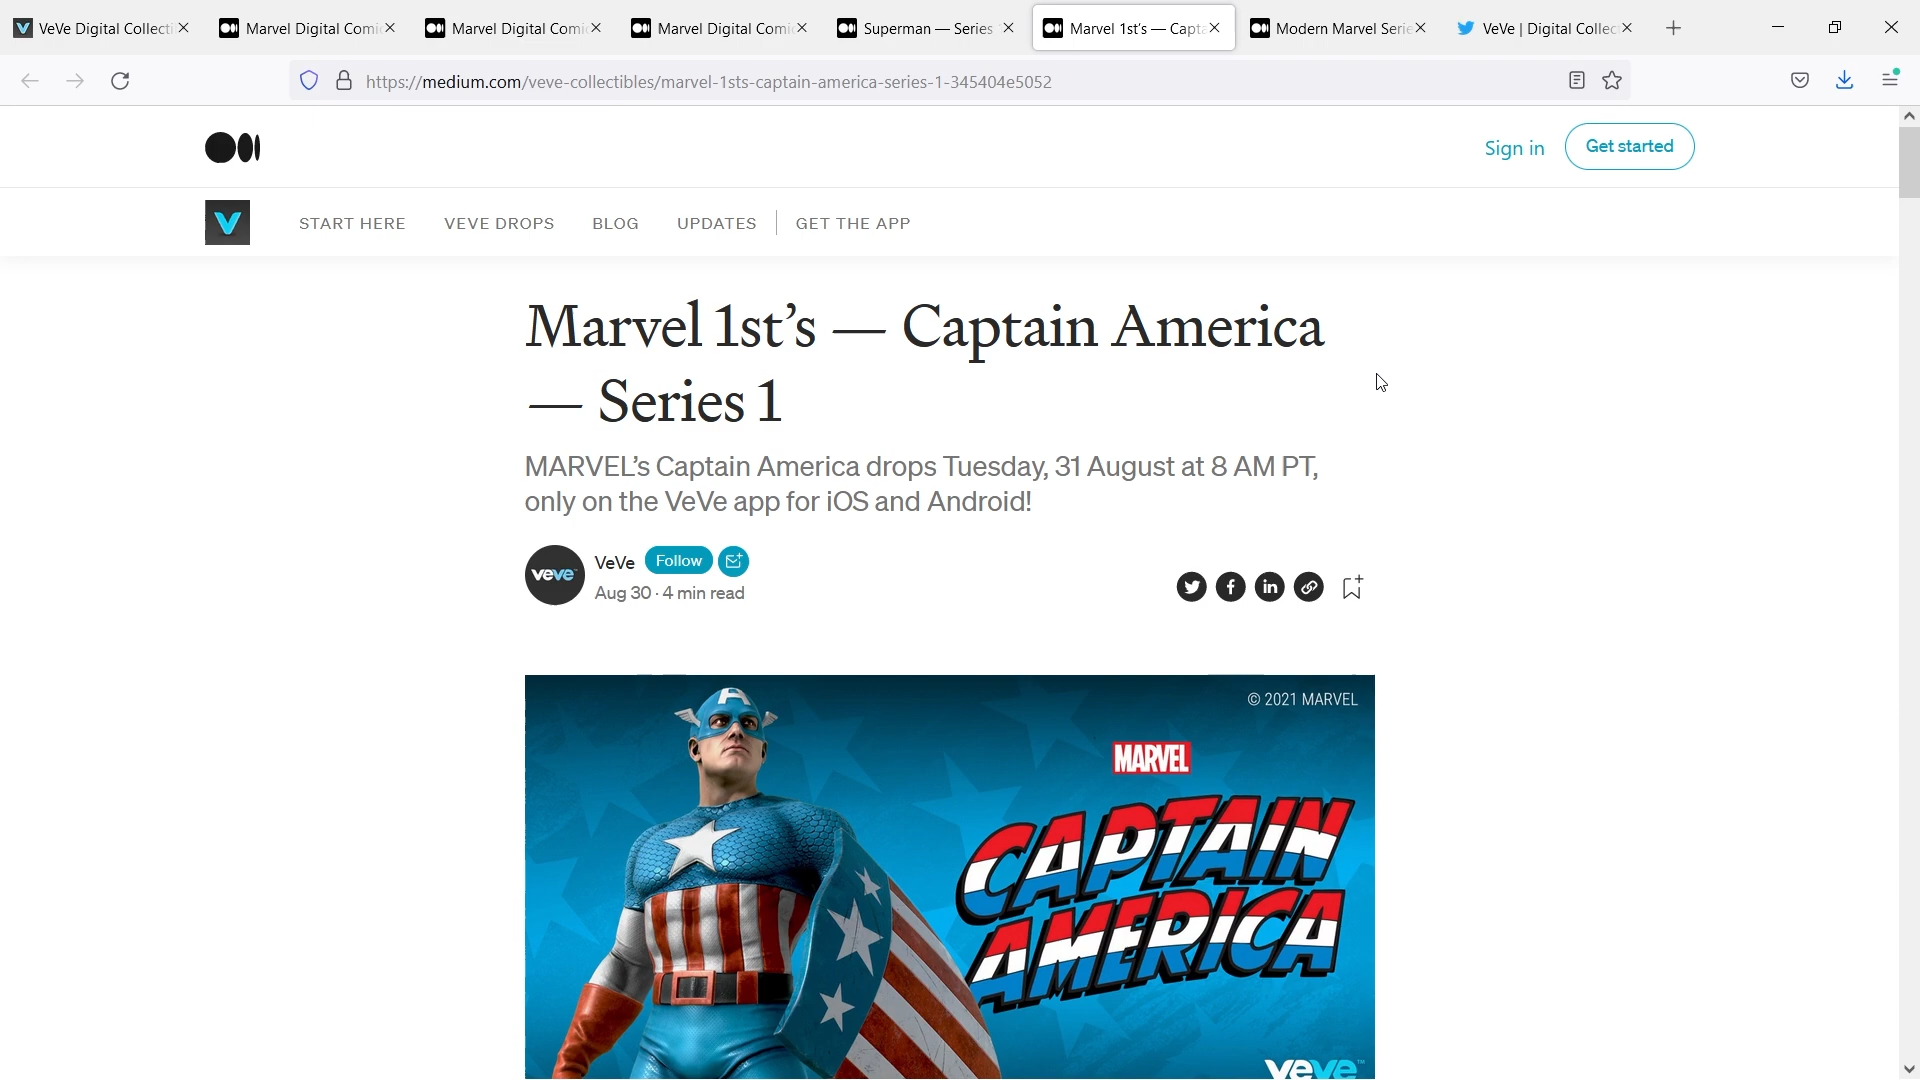 VeVe Digital Collecti
Marvel Digital Comi
Marvel Digital Comi
Marvel Digital Comi
Superman — Series
Marvel 1st's — Capta
Modern Marvel Serie
VeVe | Digital Collec
https://medium.com/veve-collectibles/marvel-1sts-captain-america-series-1-345404e5052
Sign in
Get started
V
START HERE
VEVE DROPS
BLOG
UPDATES
GET THE APP
Marvel 1st’s — Captain America
— Series 1
MARVEL’s Captain America drops Tuesday, 31 August at 8 AM PT,
only on the VeVe app for iOS and Android!
veve
VeVe
Follow
Aug 30 · 4 min read
© 2021 MARVEL
A
MARVEL
CAPTAIN
AMERICA
veve™